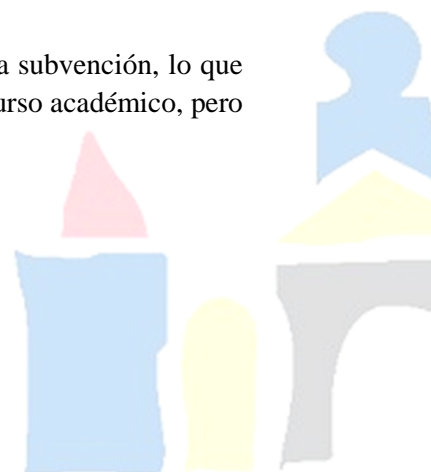 a subvención, lo que
urso académico, pero